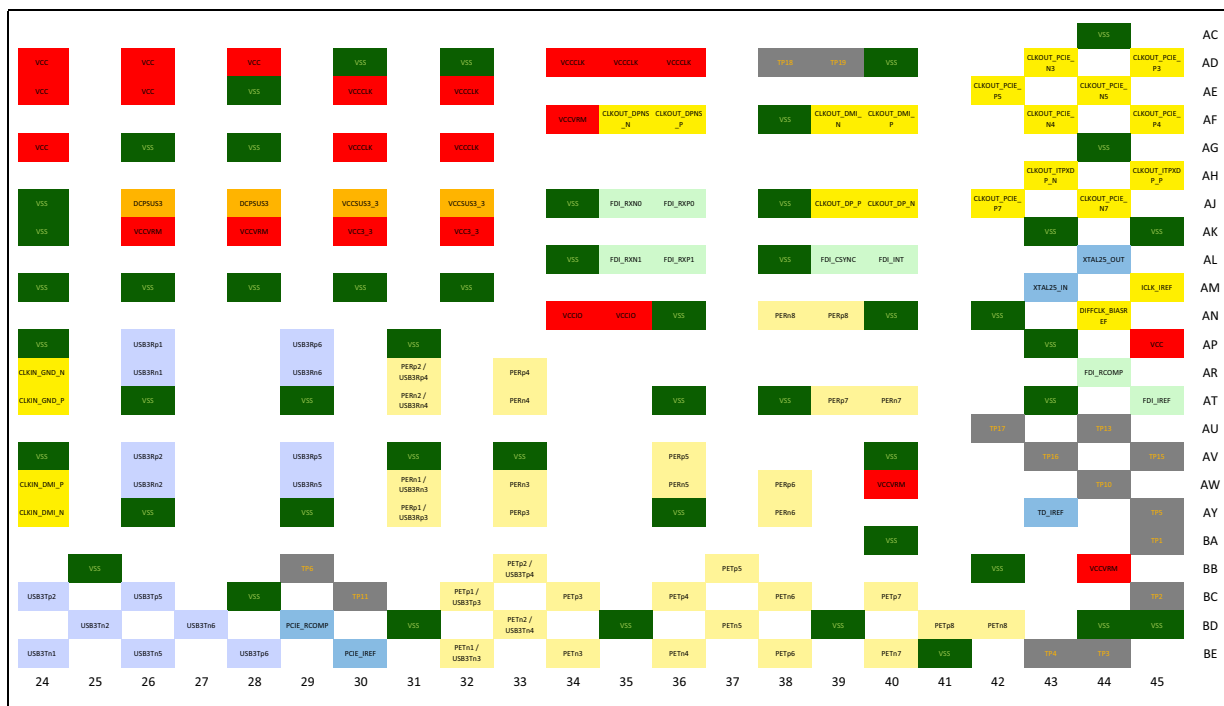 VSS AC
VCC VCC VCC VSS VSS VCCCLK VCCCLK VCCCLK TP18 TP19 VSS CLKOUT_PCIE_N3 CLKOUT_PCIE_P3 AD
VCC VCC VSS VCCCLK VCCCLK CLKOUT_PCIE_P5 CLKOUT_PCIE_N5 AE
VCCVRM CLKOUT_DPNS_N CLKOUT_DPNS_P VSS CLKOUT_DMI_N CLKOUT_DMI_P CLKOUT_PCIE_N4 CLKOUT_PCIE_P4 AF
VCC VSS VSS VCCCLK VCCCLK VSS AG
CLKOUT_ITPXDP_N CLKOUT_ITPXDP_P AH
VSS DCPSUS3 DCPSUS3 VCCSUS3_3 VCCSUS3_3 VSS FDI_RXN0 FDI_RXP0 VSS CLKOUT_DP_P CLKOUT_DP_N CLKOUT_PCIE_P7 CLKOUT_PCIE_N7 AJ
VSS VCCVRM VCCVRM VCC3_3 VCC3_3 VSS VSS AK
VSS FDI_RXN1 FDI_RXP1 VSS FDI_CSYNC FDI_INT XTAL25_OUT AL
VSS VSS VSS VSS VSS XTAL25_IN ICLK_IREF AM
VCCIO VCCIO VSS PERn8 PERp8 VSS VSS DIFFCLK_BIASREF AN
VSS USB3Rp1 USB3Rp6 VSS VSS VCC AP
CLKIN_GND_N USB3Rn1 USB3Rn6 PERp2 / USB3Rp4 PERp4 FDI_RCOMP AR
CLKIN_GND_P VSS VSS PERn2 / USB3Rn4 PERn4 VSS VSS PERp7 PERn7 VSS FDI_IREF AT
TP17 TP13 AU
VSS USB3Rp2 USB3Rp5 VSS VSS PERp5 VSS TP16 TP15 AV
CLKIN_DMI_P USB3Rn2 USB3Rn5 PERn1 / USB3Rn3 PERn3 PERn5 PERp6 VCCVRM TP10 AW
CLKIN_DMI_N VSS VSS PERp1 / USB3Rp3 PERp3 VSS PERn6 TD_IREF TP5 AY
VSS TP1 BA
VSS TP6 PETp2 / USB3Tp4 PETp5 VSS VCCVRM BB
USB3Tp2 USB3Tp5 VSS TP11 PETp1 / USB3Tp3 PETp3 PETp4 PETn6 PETp7 TP2 BC
USB3Tn2 USB3Tn6 PCIE_RCOMP VSS PETn2 / USB3Tn4 VSS PETn5 VSS PETp8 PETn8 VSS VSS BD
USB3Tn1 USB3Tn5 USB3Tp6 PCIE_IREF PETn1 / USB3Tn3 PETn3 PETn4 PETp6 PETn7 VSS TP4 TP3 BE
24 25 26 27 28 29 30 31 32 33 34 35 36 37 38 39 40 41 42 43 44 45